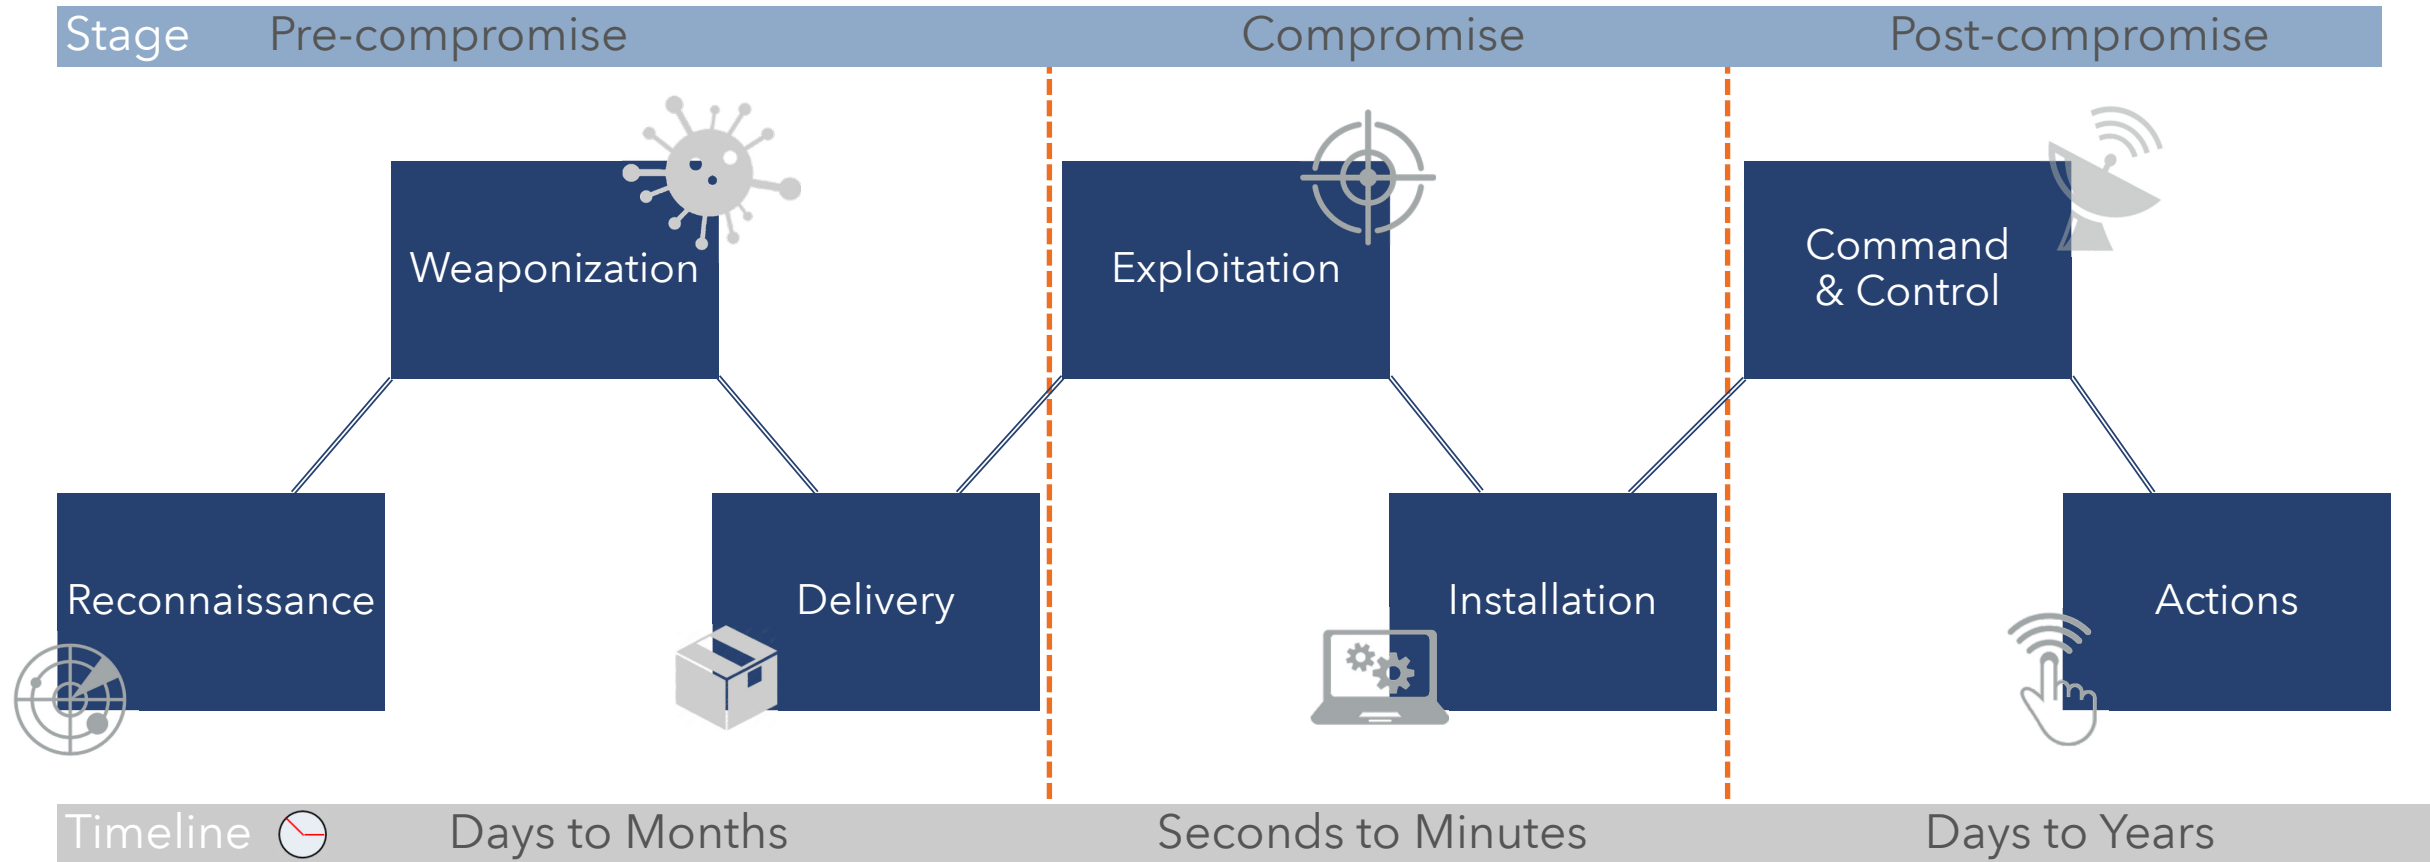 Stage Pre-compromise Compromise Post-compromise
Weaponization
Exploitation
Command
& Control
Reconnaissance
Delivery
Installation
Actions
Timeline Days to Months Seconds to Minutes Days to Years